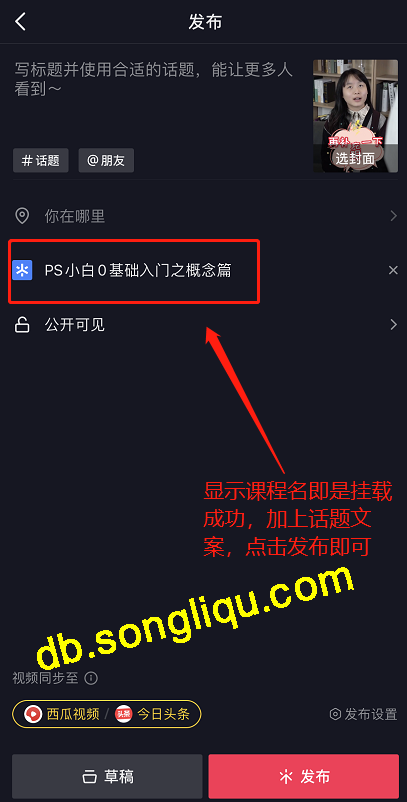 发布
写标题并使用合适的话题，能让更多人
看到～
# 话题
@ 朋友
选封面
你在哪里
PS小白0基础入门之概念篇
公开可见
显示课程名即是挂载
成功，加上话题文
案，点击发布即可
db.songliqu.com
视频同步至
西瓜视频 / 头条 今日头条
发布设置
草稿
发布